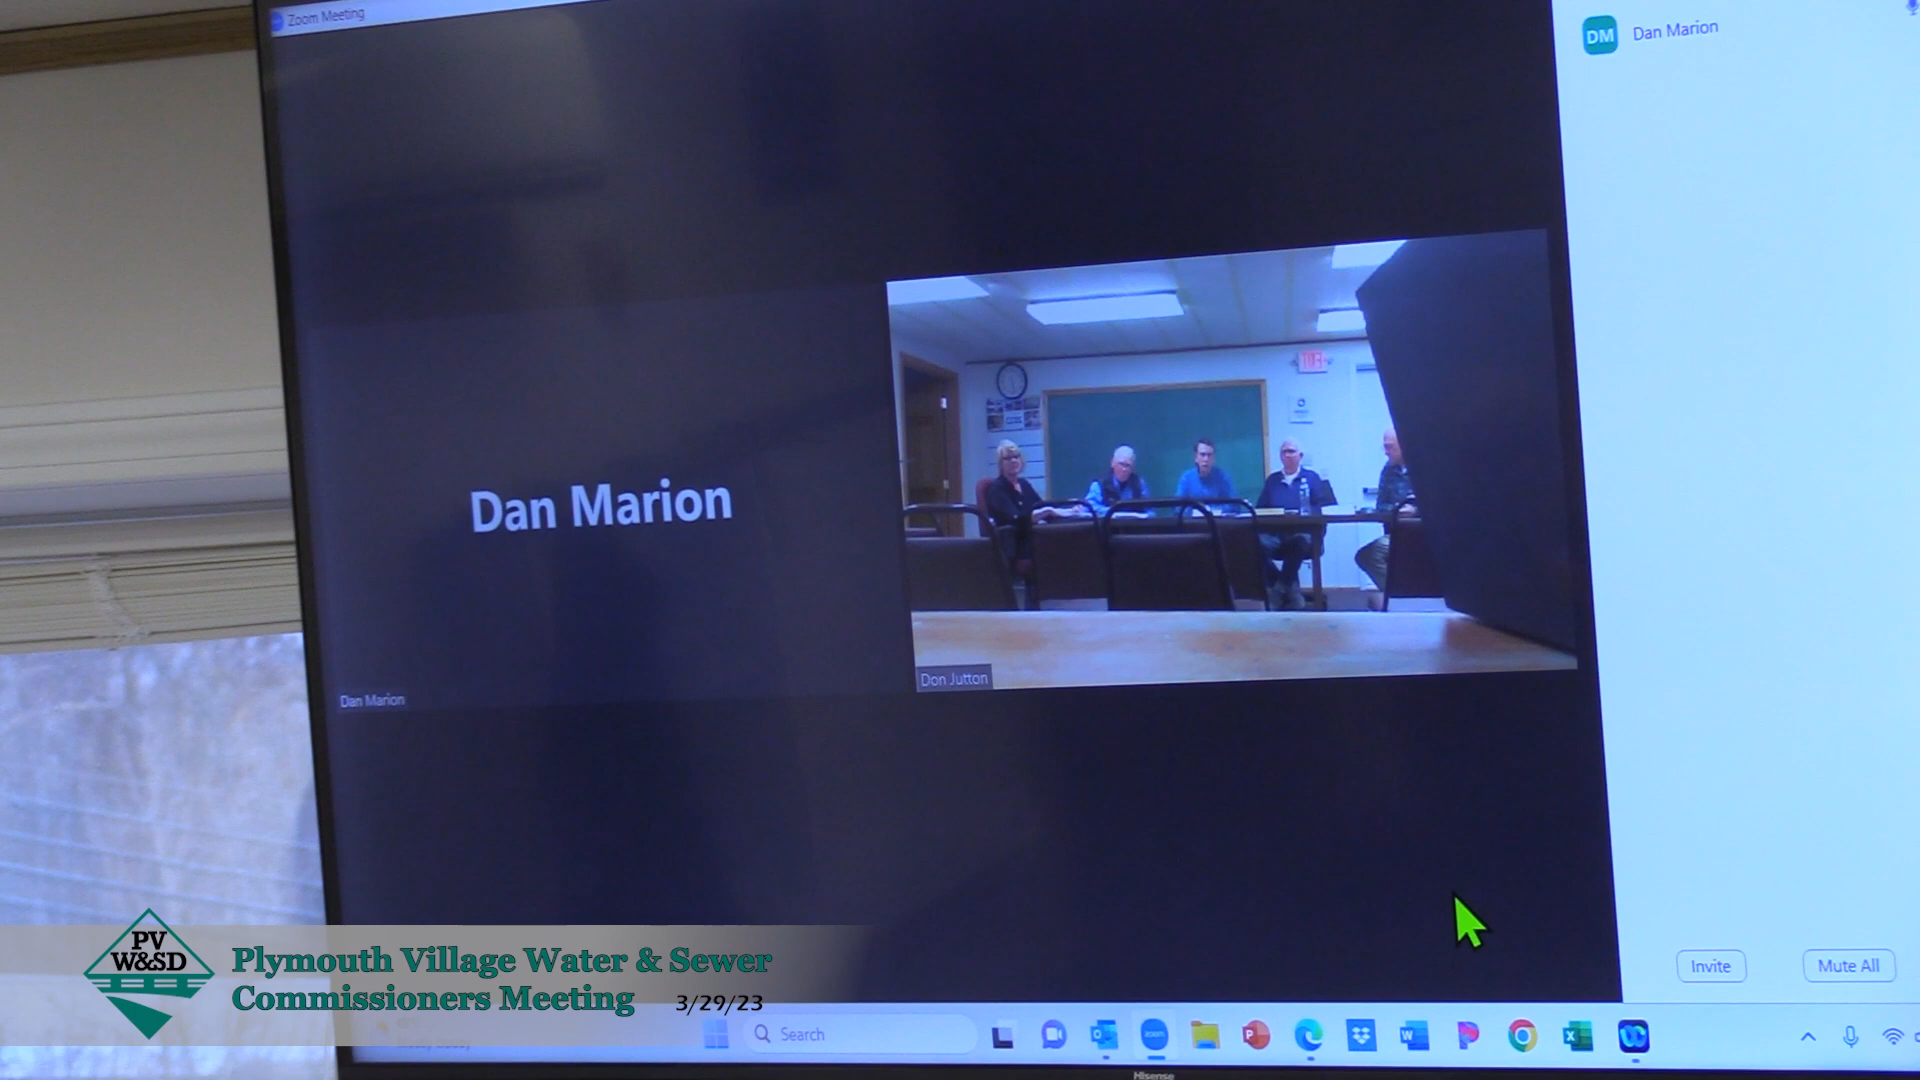 Zoom Meeting
DM
Dan Marion
Dan Marion
Dan Marion
Don Jutton
Invite
Mute All
PV
W&SD
Plymouth Village Water & Sewer
Commissioners Meeting 3/29/23
Search
zoom
Hisense